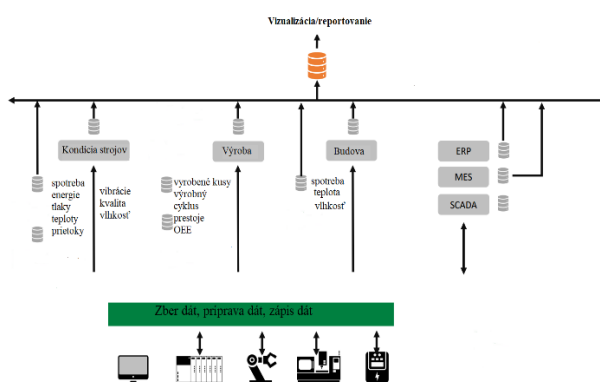 Vizualizácia/reportovanie
Kondícia strojov
Výroba
Budova
ERP
MES
SCADA
spotreba
energie
tlaky
teploty
prietoky
vibrácie
kvalita
vlhkosť
vyrobené kusy
výrobný
cyklus
prestoje
OEE
spotreba
teplota
vlhkosť
Zber dát, príprava dát, zápis dát